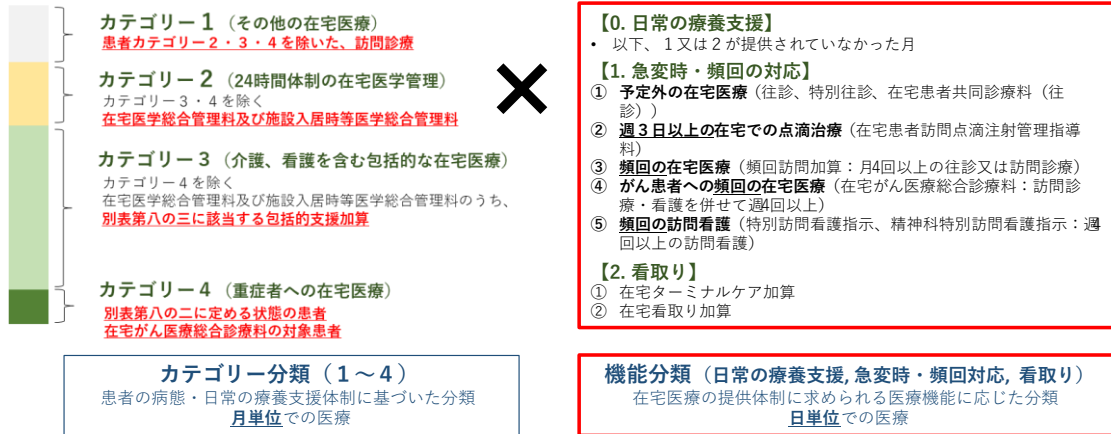 カテゴリー１（その他の在宅医療）
患者カテゴリー２・３・４を除いた、訪問診療
カテゴリー２（24時間体制の在宅医学管理）
カテゴリー３・４を除く
在宅医学総合管理料及び施設入居時等医学総合管理料
カテゴリー３（介護、看護を含む包括的な在宅医療）
カテゴリー４を除く
在宅医学総合管理料及び施設入居時等医学総合管理料のうち、
別表第八の三に該当する包括的支援加算
カテゴリー４（重症者への在宅医療）
別表第八の二に定める状態の患者
在宅がん医療総合診療料の対象患者
カテゴリー分類（１～４）
患者の病態・日常の療養支援体制に基づいた分類
月単位での医療
×
【0. 日常の療養支援】
• 以下、１又は２が提供されていなかった月
【1. 急変時・頻回の対応】
① 予定外の在宅医療（往診、特別往診、在宅患者共同診療料（往
診））
② 週３日以上の在宅での点滴治療（在宅患者訪問点滴注射管理指導
料）
③ 頻回の在宅医療（頻回訪問加算：月4回以上の往診又は訪問診療）
④ がん患者への頻回の在宅医療（在宅がん医療総合診療料：訪問診
療・看護を併せて週4回以上）
⑤ 頻回の訪問看護（特別訪問看護指示、精神科特別訪問看護指示：週4
回以上の訪問看護）
【2. 看取り】
① 在宅ターミナルケア加算
② 在宅看取り加算
機能分類（日常の療養支援, 急変時・頻回対応, 看取り）
在宅医療の提供体制に求められる医療機能に応じた分類
日単位での医療